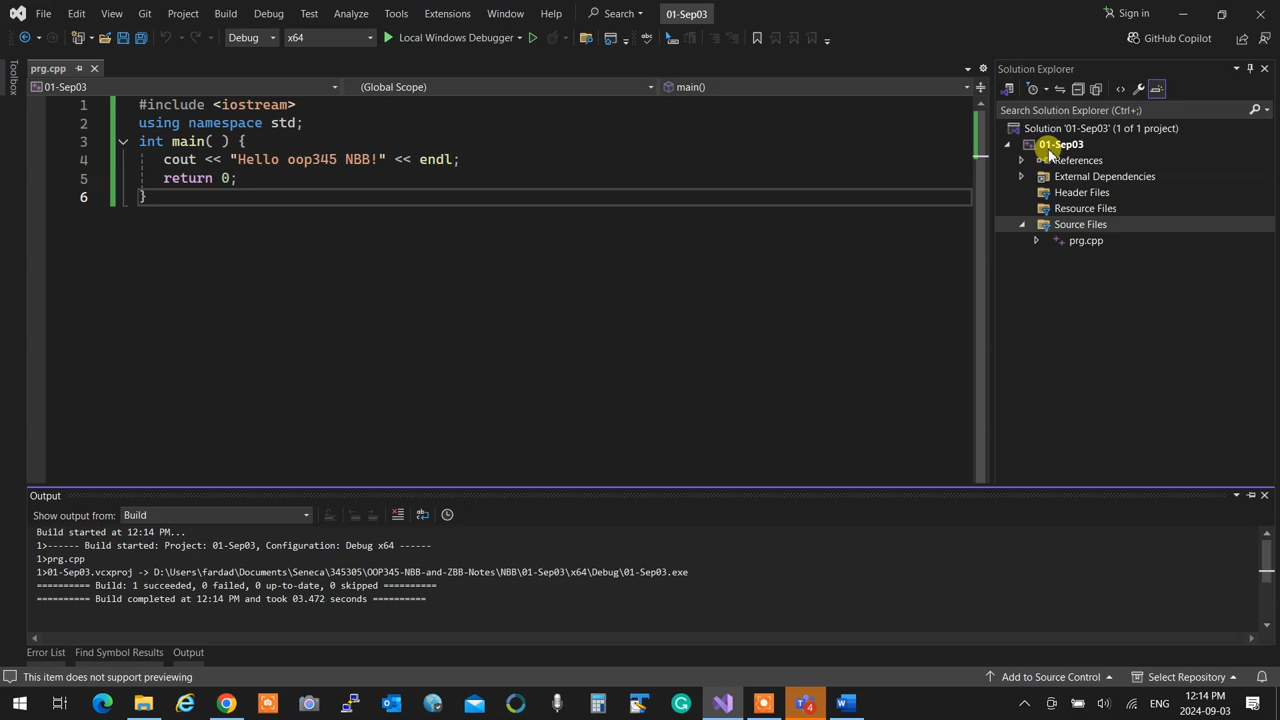 File Edit View Git Project Build Debug Test Analyze Tools Extensions Window Help Search 01-Sep03 Sign in
Debug x64 Local Windows Debugger GitHub Copilot
Toolbox
prg.cpp
01-Sep03 (Global Scope) main()
1 #include <iostream>
2 using namespace std;
3 int main( ) {
4 cout << "Hello oop345 NBB!" << endl;
5 return 0;
6 }
Solution Explorer
Search Solution Explorer (Ctrl+;)
Solution '01-Sep03' (1 of 1 project)
01-Sep03
References
External Dependencies
Header Files
Resource Files
Source Files
prg.cpp
Output
Show output from: Build
Build started at 12:14 PM...
1>------ Build started: Project: 01-Sep03, Configuration: Debug x64 ------
1>prg.cpp
1>01-Sep03.vcxproj -> D:\Users\fardad\Documents\Seneca\345305\OOP345-NBB-and-ZBB-Notes\NBB\01-Sep03\x64\Debug\01-Sep03.exe
========== Build: 1 succeeded, 0 failed, 0 up-to-date, 0 skipped ==========
========== Build completed at 12:14 PM and took 03.472 seconds ==========
Error List Find Symbol Results Output
This item does not support previewing Add to Source Control Select Repository
4
ENG
12:14 PM
2024-09-03